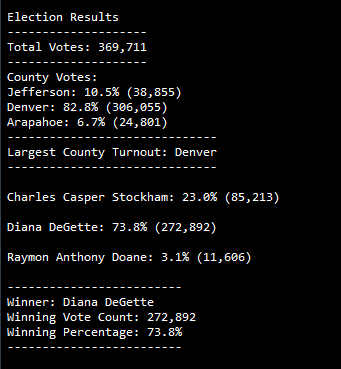 Election Results
--------------------
Total Votes: 369,711
--------------------
County Votes:
Jefferson: 10.5% (38,855)
Denver: 82.8% (306,055)
Arapahoe: 6.7% (24,801)
------------------------------
Largest County Turnout: Denver
------------------------------
Charles Casper Stockham: 23.0% (85,213)
Diana DeGette: 73.8% (272,892)
Raymon Anthony Doane: 3.1% (11,606)
-------------------------
Winner: Diana DeGette
Winning Vote Count: 272,892
Winning Percentage: 73.8%
-------------------------